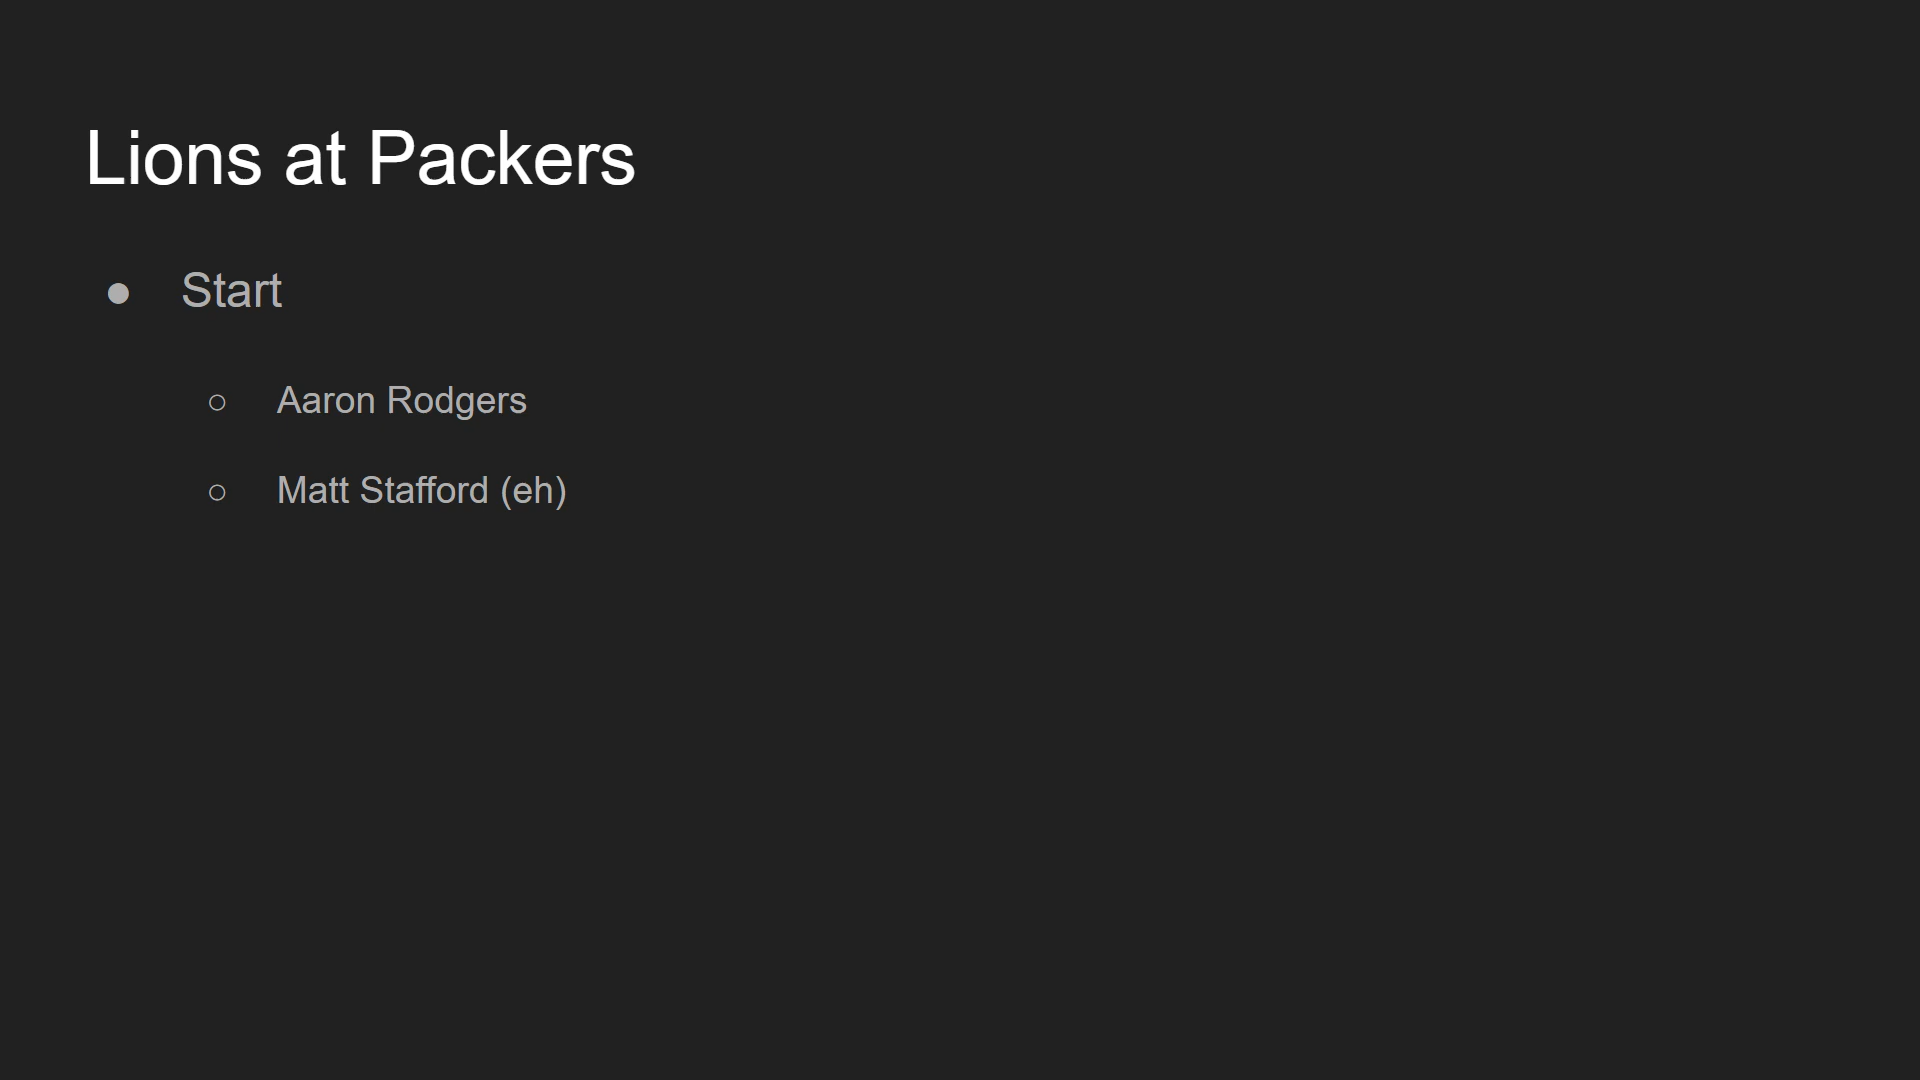 Lions at Packers
● Start
○ Aaron Rodgers
○ Matt Stafford (eh)